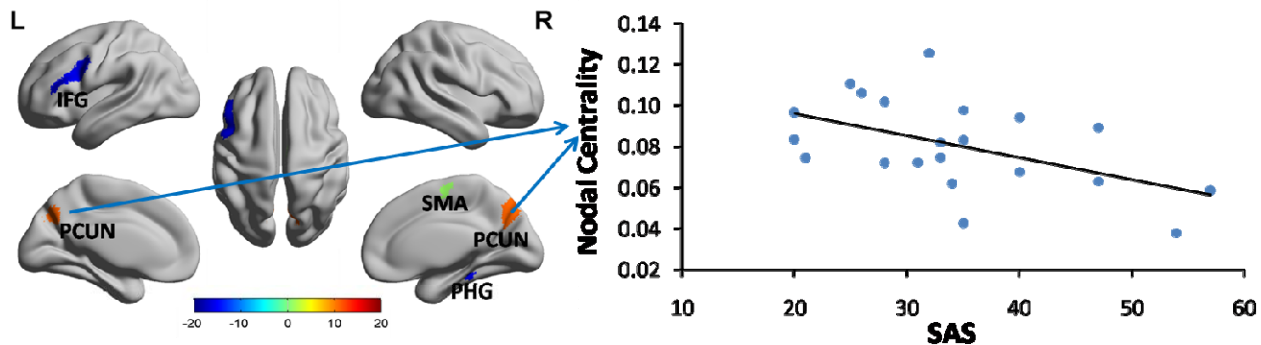 L
R
IFG
PCUN
SMA
PCUN
PHG
-20 -10 0 10 20
Nodal Centrality
0.14
0.12
0.10
0.08
0.06
0.04
0.02
10 20 30 40 50 60
SAS